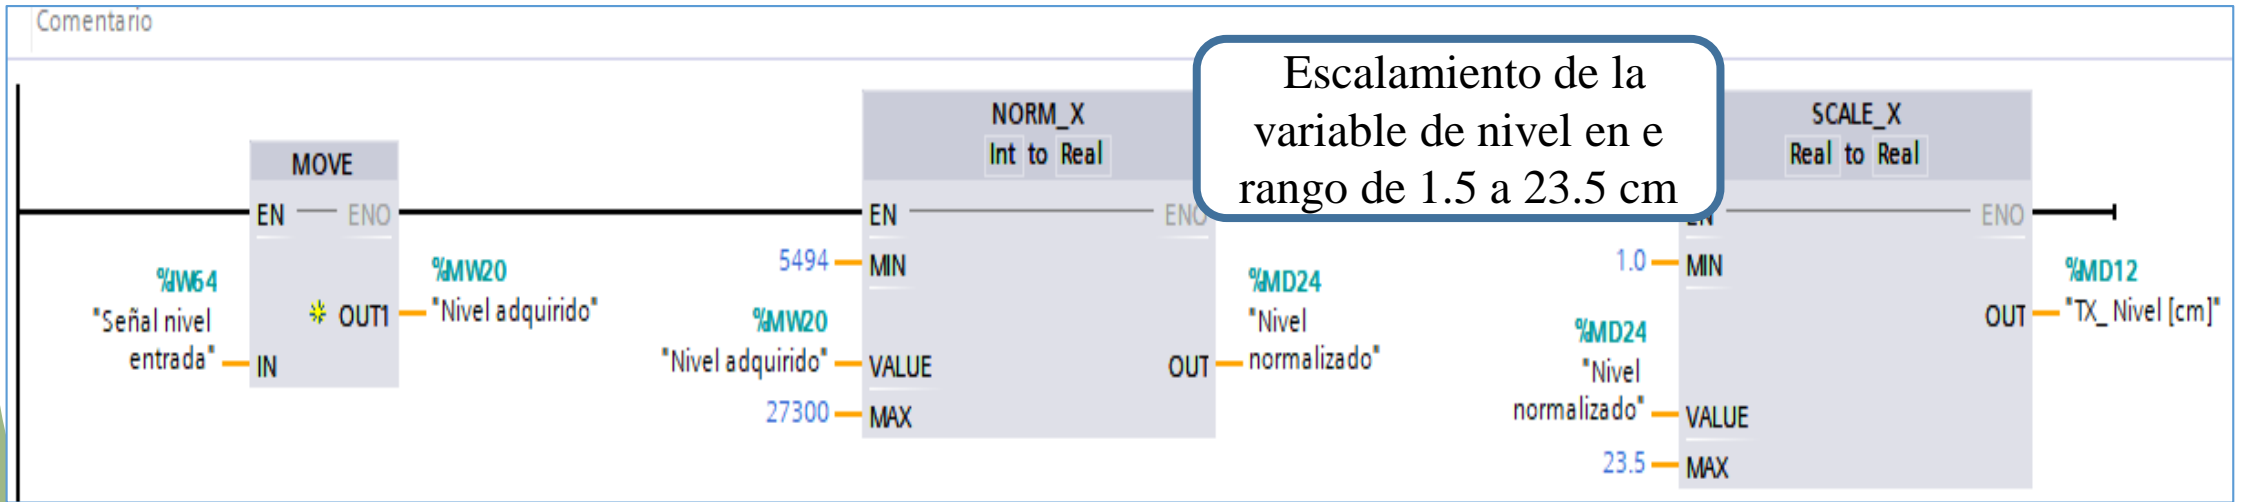 Comentario
Escalamiento de la
variable de nivel en e
rango de 1.5 a 23.5 cm
MOVE
EN
ENO
%IW64
"Señal nivel
entrada"
IN
OUT1
%MW20
"Nivel adquirido"
NORM_X
Int to Real
EN
ENO
5494
MIN
%MW20
"Nivel adquirido"
VALUE
27300
MAX
OUT
%MD24
"Nivel
normalizado"
SCALE_X
Real to Real
EN
ENO
1.0
MIN
%MD24
"Nivel
normalizado"
VALUE
23.5
MAX
OUT
%MD12
"TX_ Nivel [cm]"